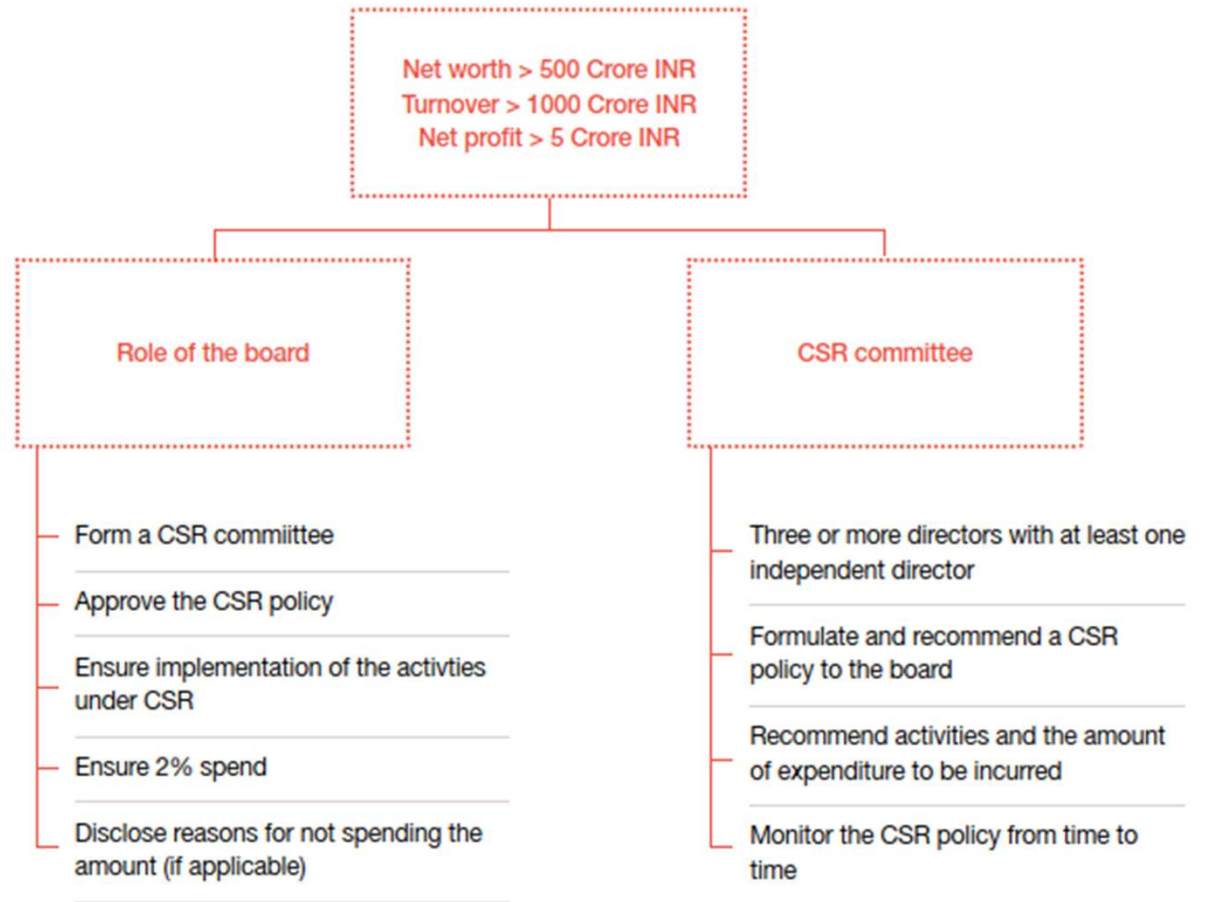 Net worth > 500 Crore INR
Turnover > 1000 Crore INR
Net profit > 5 Crore INR
Role of the board
Form a CSR commiittee
Approve the CSR policy
Ensure implementation of the activties
under CSR
Ensure 2% spend
Disclose reasons for not spending the
amount (if applicable)
CSR committee
Three or more directors with at least one
independent director
Formulate and recommend a CSR
policy to the board
Recommend activities and the amount
of expenditure to be incurred
Monitor the CSR policy from time to
time